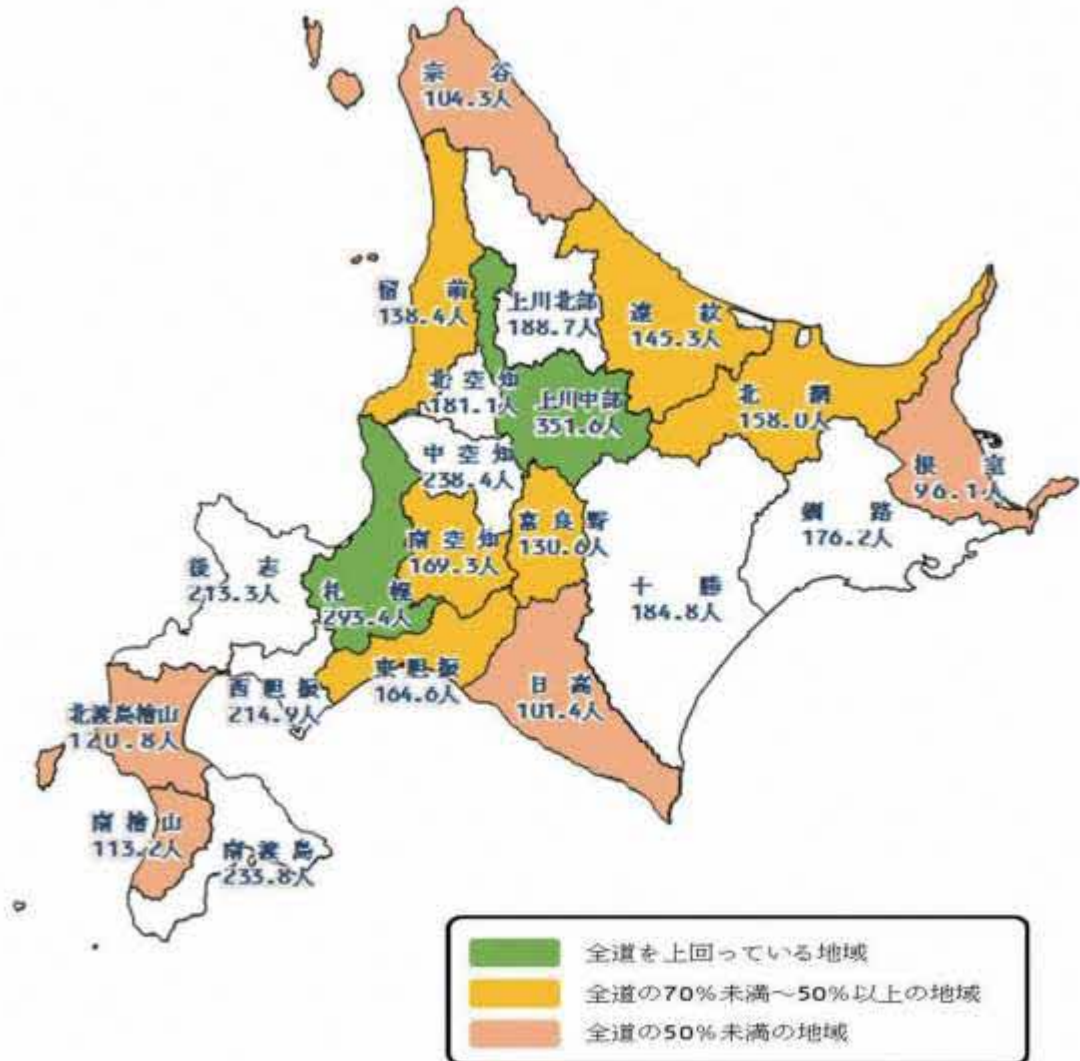 宗谷
104.3人
留萌
138.4人
上川北部
188.7人
遠紋
145.3人
北空知
181.1人
上川中部
351.6人
北網
158.0人
中空知
238.4人
根室
96.1人
釧路
176.2人
南空知
169.3人
富良野
130.6人
後志
213.3人
札幌
293.4人
十勝
184.8人
東胆振
164.6人
西胆振
214.9人
日高
101.4人
北渡島檜山
120.8人
南檜山
113.2人
南渡島
233.8人
全道を上回っている地域
全道の70%未満~50%以上の地域
全道の50%未満の地域